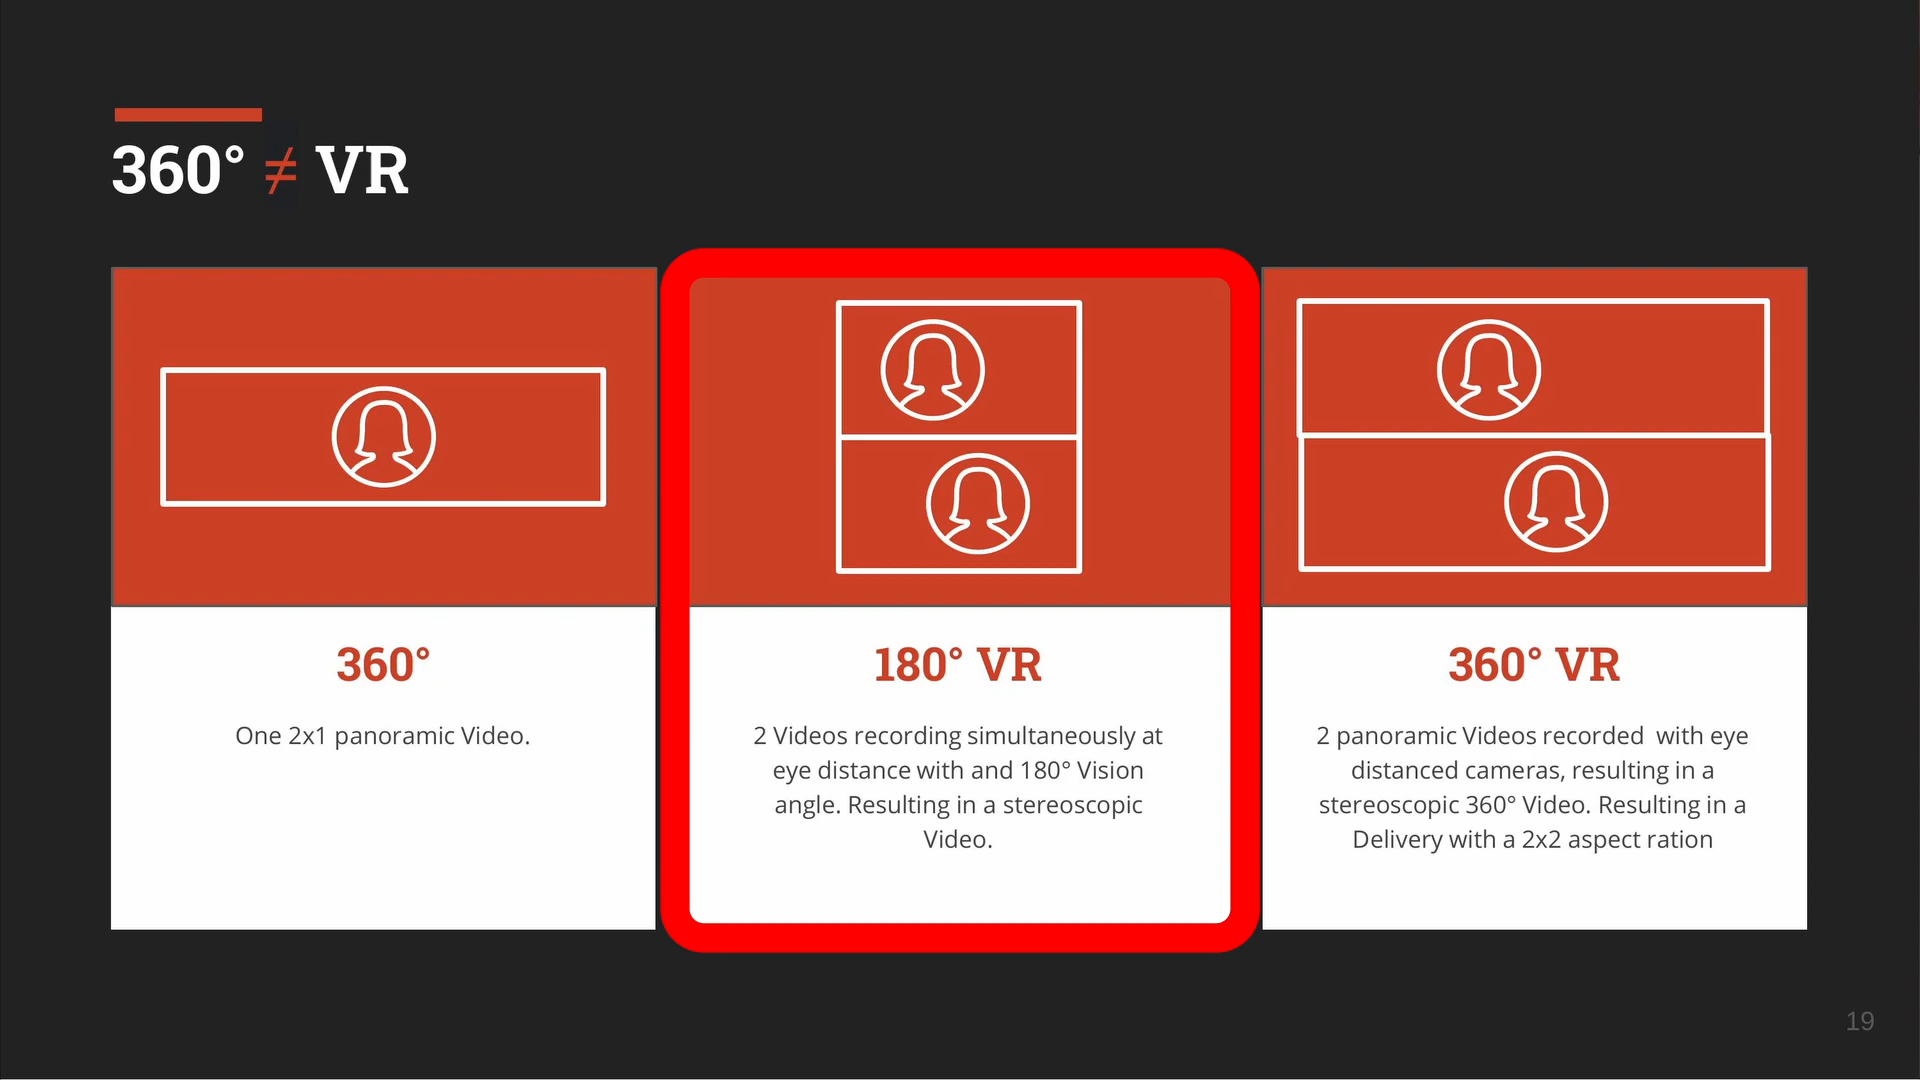 360° ≠ VR
360°
One 2x1 panoramic Video.
180° VR
2 Videos recording simultaneously at
eye distance with and 180° Vision
angle. Resulting in a stereoscopic
Video.
360° VR
2 panoramic Videos recorded  with eye
distanced cameras, resulting in a
stereoscopic 360° Video. Resulting in a
Delivery with a 2x2 aspect ration
19